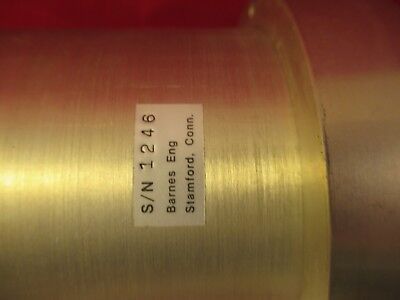 S/N 1246
Barnes Eng
Stamford, Conn.